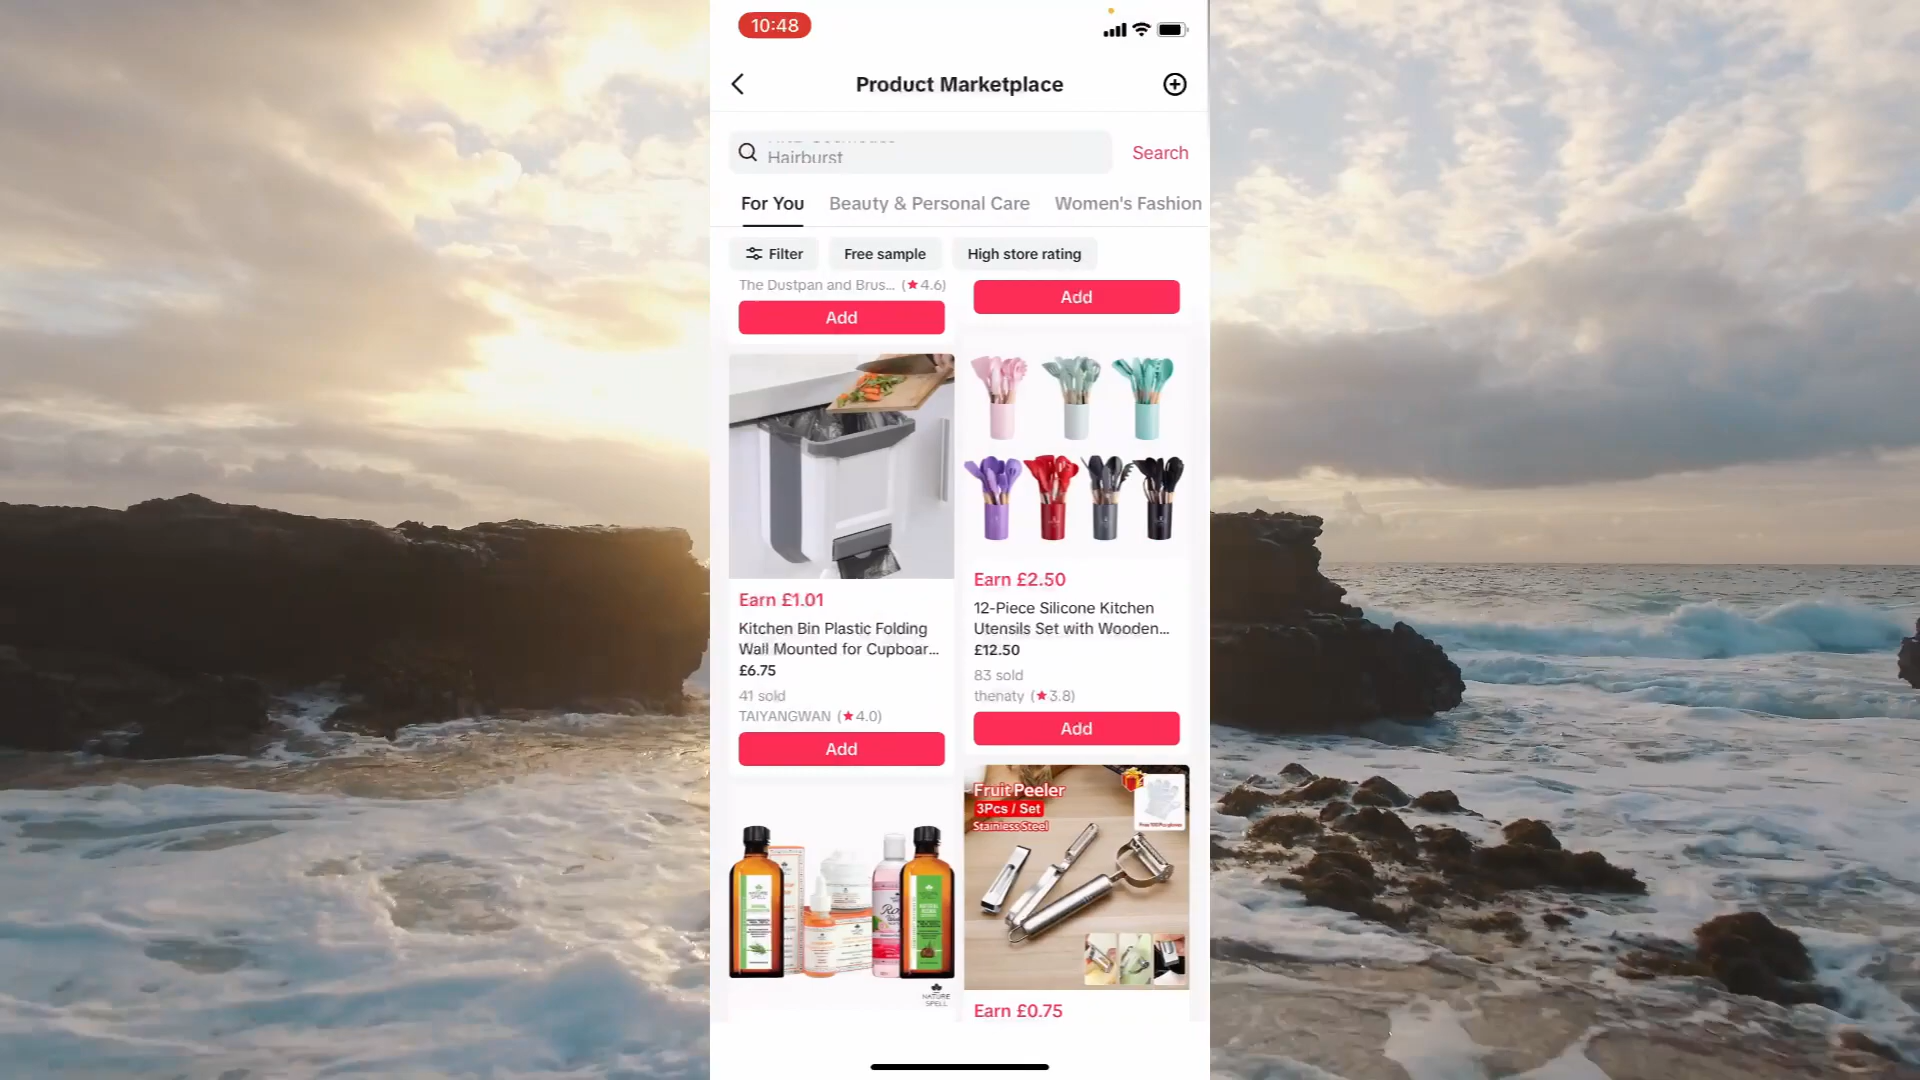 10:48
Product Marketplace
Hairburst
Search
For You
Beauty & Personal Care
Women's Fashion
Filter
Free sample
High store rating
The Dustpan and Brus... (★4.6)
Add
Add
Earn £1.01
Kitchen Bin Plastic Folding
Wall Mounted for Cupboar...
£6.75
41 sold
TAIYANGWAN (★4.0)
Add
Earn £2.50
12-Piece Silicone Kitchen
Utensils Set with Wooden...
£12.50
83 sold
thenaty (★3.8)
Add
NATURE
SPELL
Fruit Peeler
3Pcs / Set
Stainless Steel
Earn £0.75